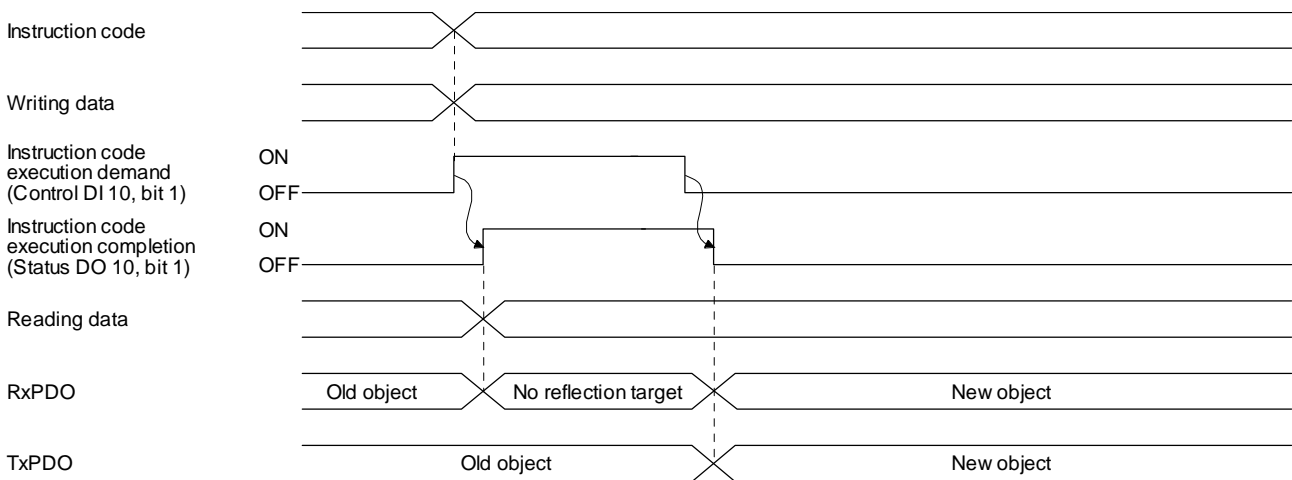 Instruction code
Writing data
Instruction code
execution demand
(Control DI 10, bit 1)
ON
OFF
Instruction code
execution completion
(Status DO 10, bit 1)
ON
OFF
Reading data
RxPDO
Old object
No reflection target
New object
TxPDO
Old object
New object